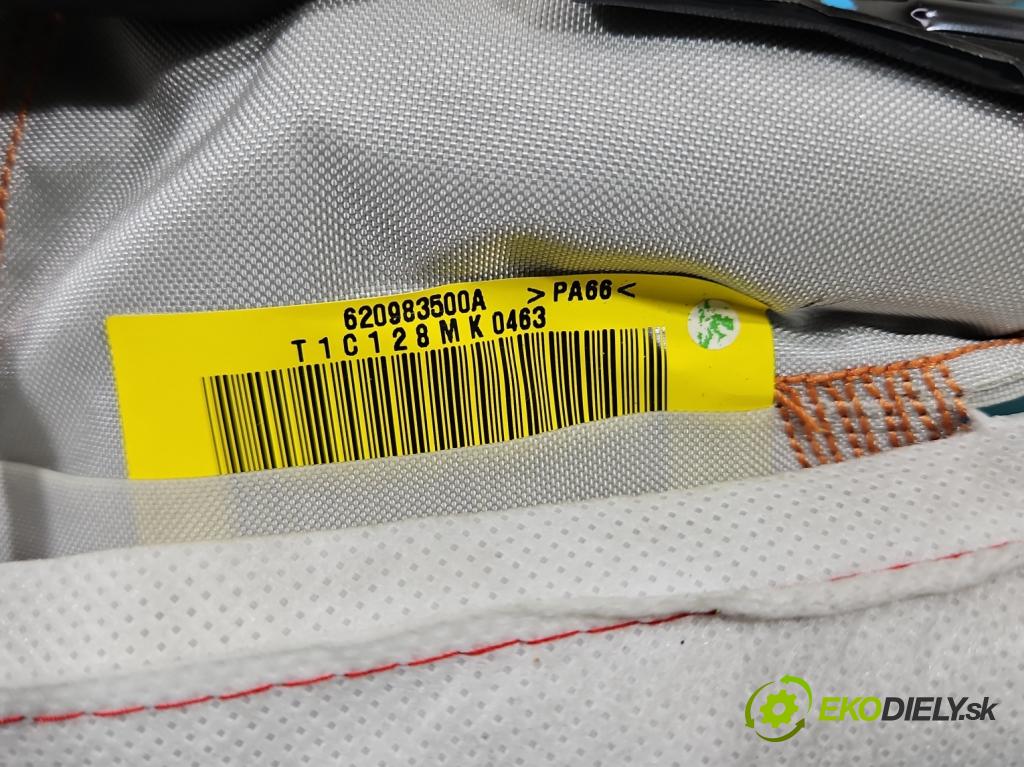 620983500A >PA66<
T1C128MK0463
EKODIELY.sk